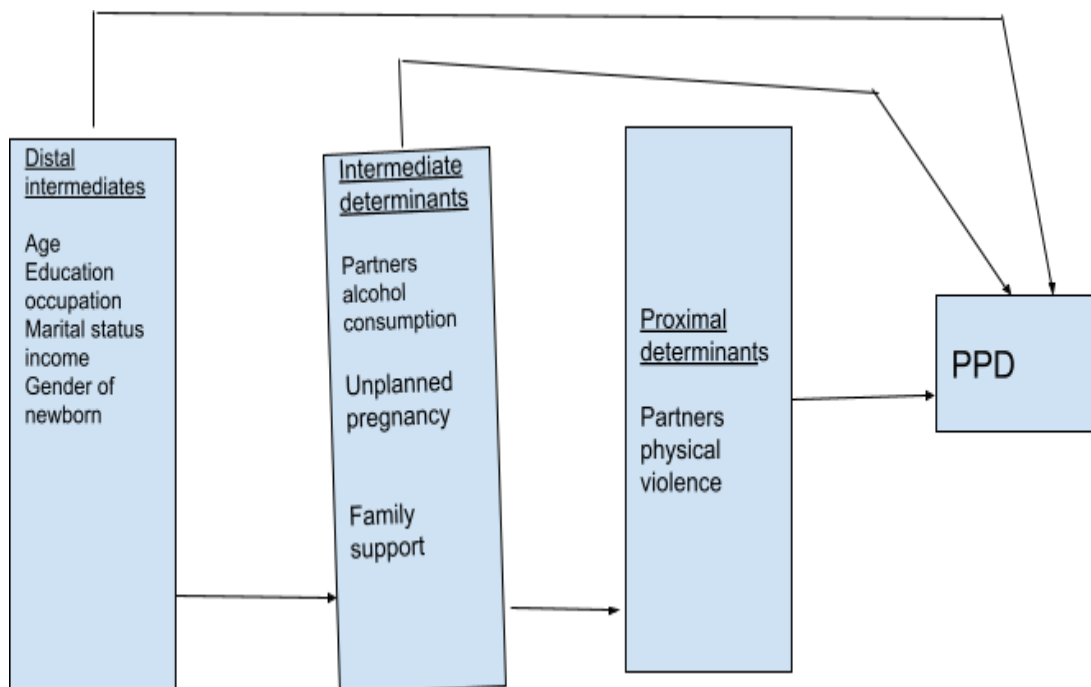 Distal
intermediates
Age
Education
occupation
Marital status
income
Gender of
newborn
Intermediate
determinants
Partners
alcohol
consumption
Unplanned
pregnancy
Family
support
Proximal
determinants
Partners
physical
violence
PPD